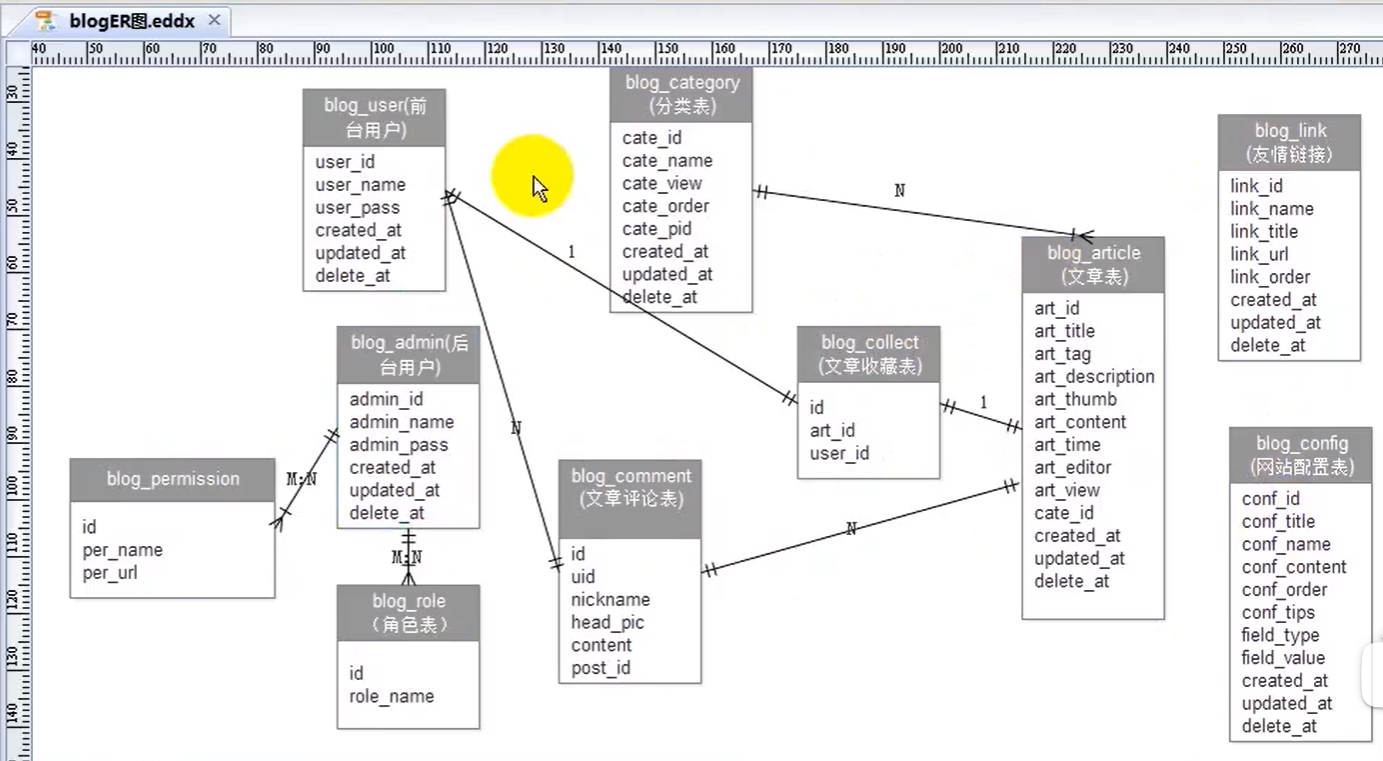 blogER图.eddx
40 50 60 70 80 90 100 110 120 130 140 150 160 170 180 190 200 210 220 230 240 250 260 270
30
40
50
60
70
80
90
100
110
120
130
140
blog_user(前
台用户)
user_id
user_name
user_pass
created_at
updated_at
delete_at
blog_category
(分类表)
cate_id
cate_name
cate_view
cate_order
cate_pid
created_at
updated_at
delete_at
N
1
blog_link
(友情链接)
link_id
link_name
link_title
link_url
link_order
created_at
updated_at
delete_at
blog_article
(文章表)
art_id
art_title
art_tag
art_description
art_thumb
art_content
art_time
art_editor
art_view
cate_id
created_at
updated_at
delete_at
blog_admin(后
台用户)
admin_id
admin_name
admin_pass
created_at
updated_at
delete_at
blog_collect
(文章收藏表)
id
art_id
user_id
1
N
blog_permission
id
per_name
per_url
M:N
M:N
blog_comment
(文章评论表)
id
uid
nickname
head_pic
content
post_id
N
blog_role
（角色表）
id
role_name
blog_config
(网站配置表)
conf_id
conf_title
conf_name
conf_content
conf_order
conf_tips
field_type
field_value
created_at
updated_at
delete_at